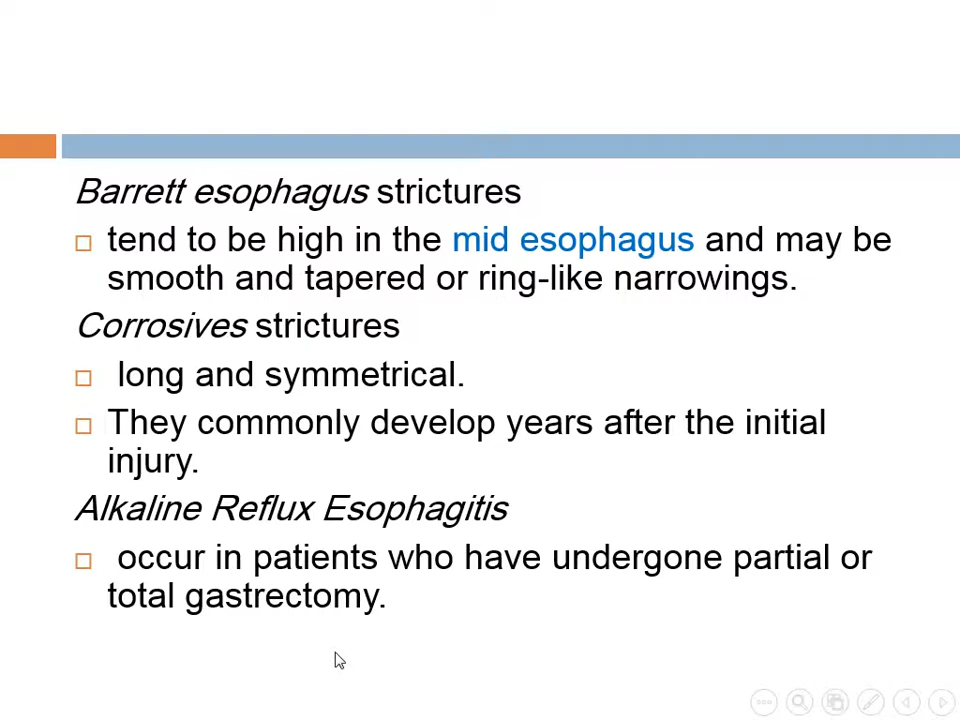 Barrett esophagus strictures
tend to be high in the mid esophagus and may be
smooth and tapered or ring-like narrowings.
Corrosives strictures
long and symmetrical.
They commonly develop years after the initial
injury.
Alkaline Reflux Esophagitis
occur in patients who have undergone partial or
total gastrectomy.